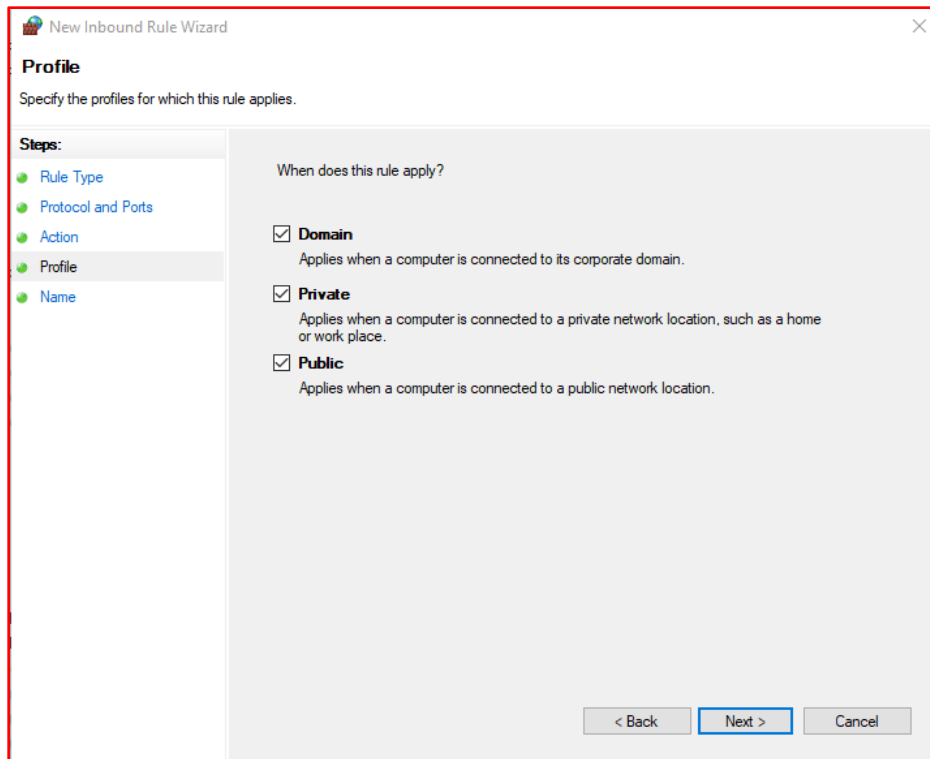 New Inbound Rule Wizard
Profile
Specify the profiles for which this rule applies.
Steps:
Rule Type
Protocol and Ports
Action
Profile
Name
When does this rule apply?
Domain
Applies when a computer is connected to its corporate domain.
Private
Applies when a computer is connected to a private network location, such as a home
or work place.
Public
Applies when a computer is connected to a public network location.
< Back
Next >
Cancel